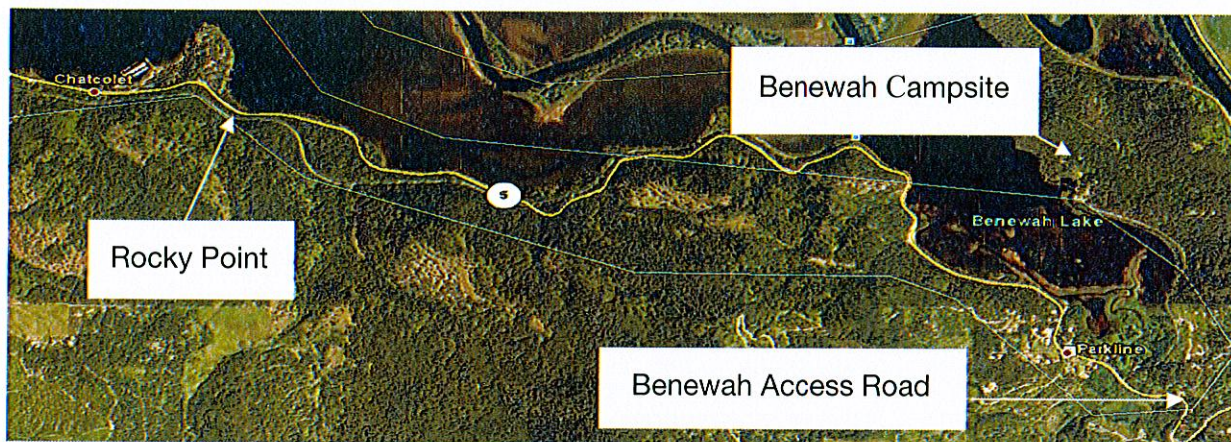 Chatcolet
Benewah Campsite
Rocky Point
5
Benewah Lake
Parkline
Benewah Access Road